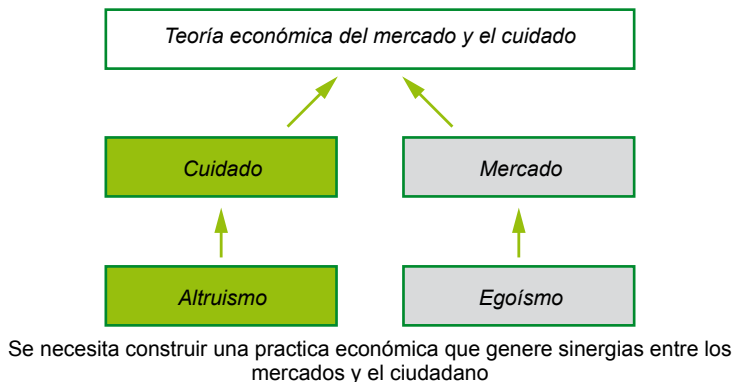 Teoría económica del mercado y el cuidado
Cuidado
Mercado
Altruismo
Egoísmo
Se necesita construir una practica económica que genere sinergias entre los
mercados y el ciudadano